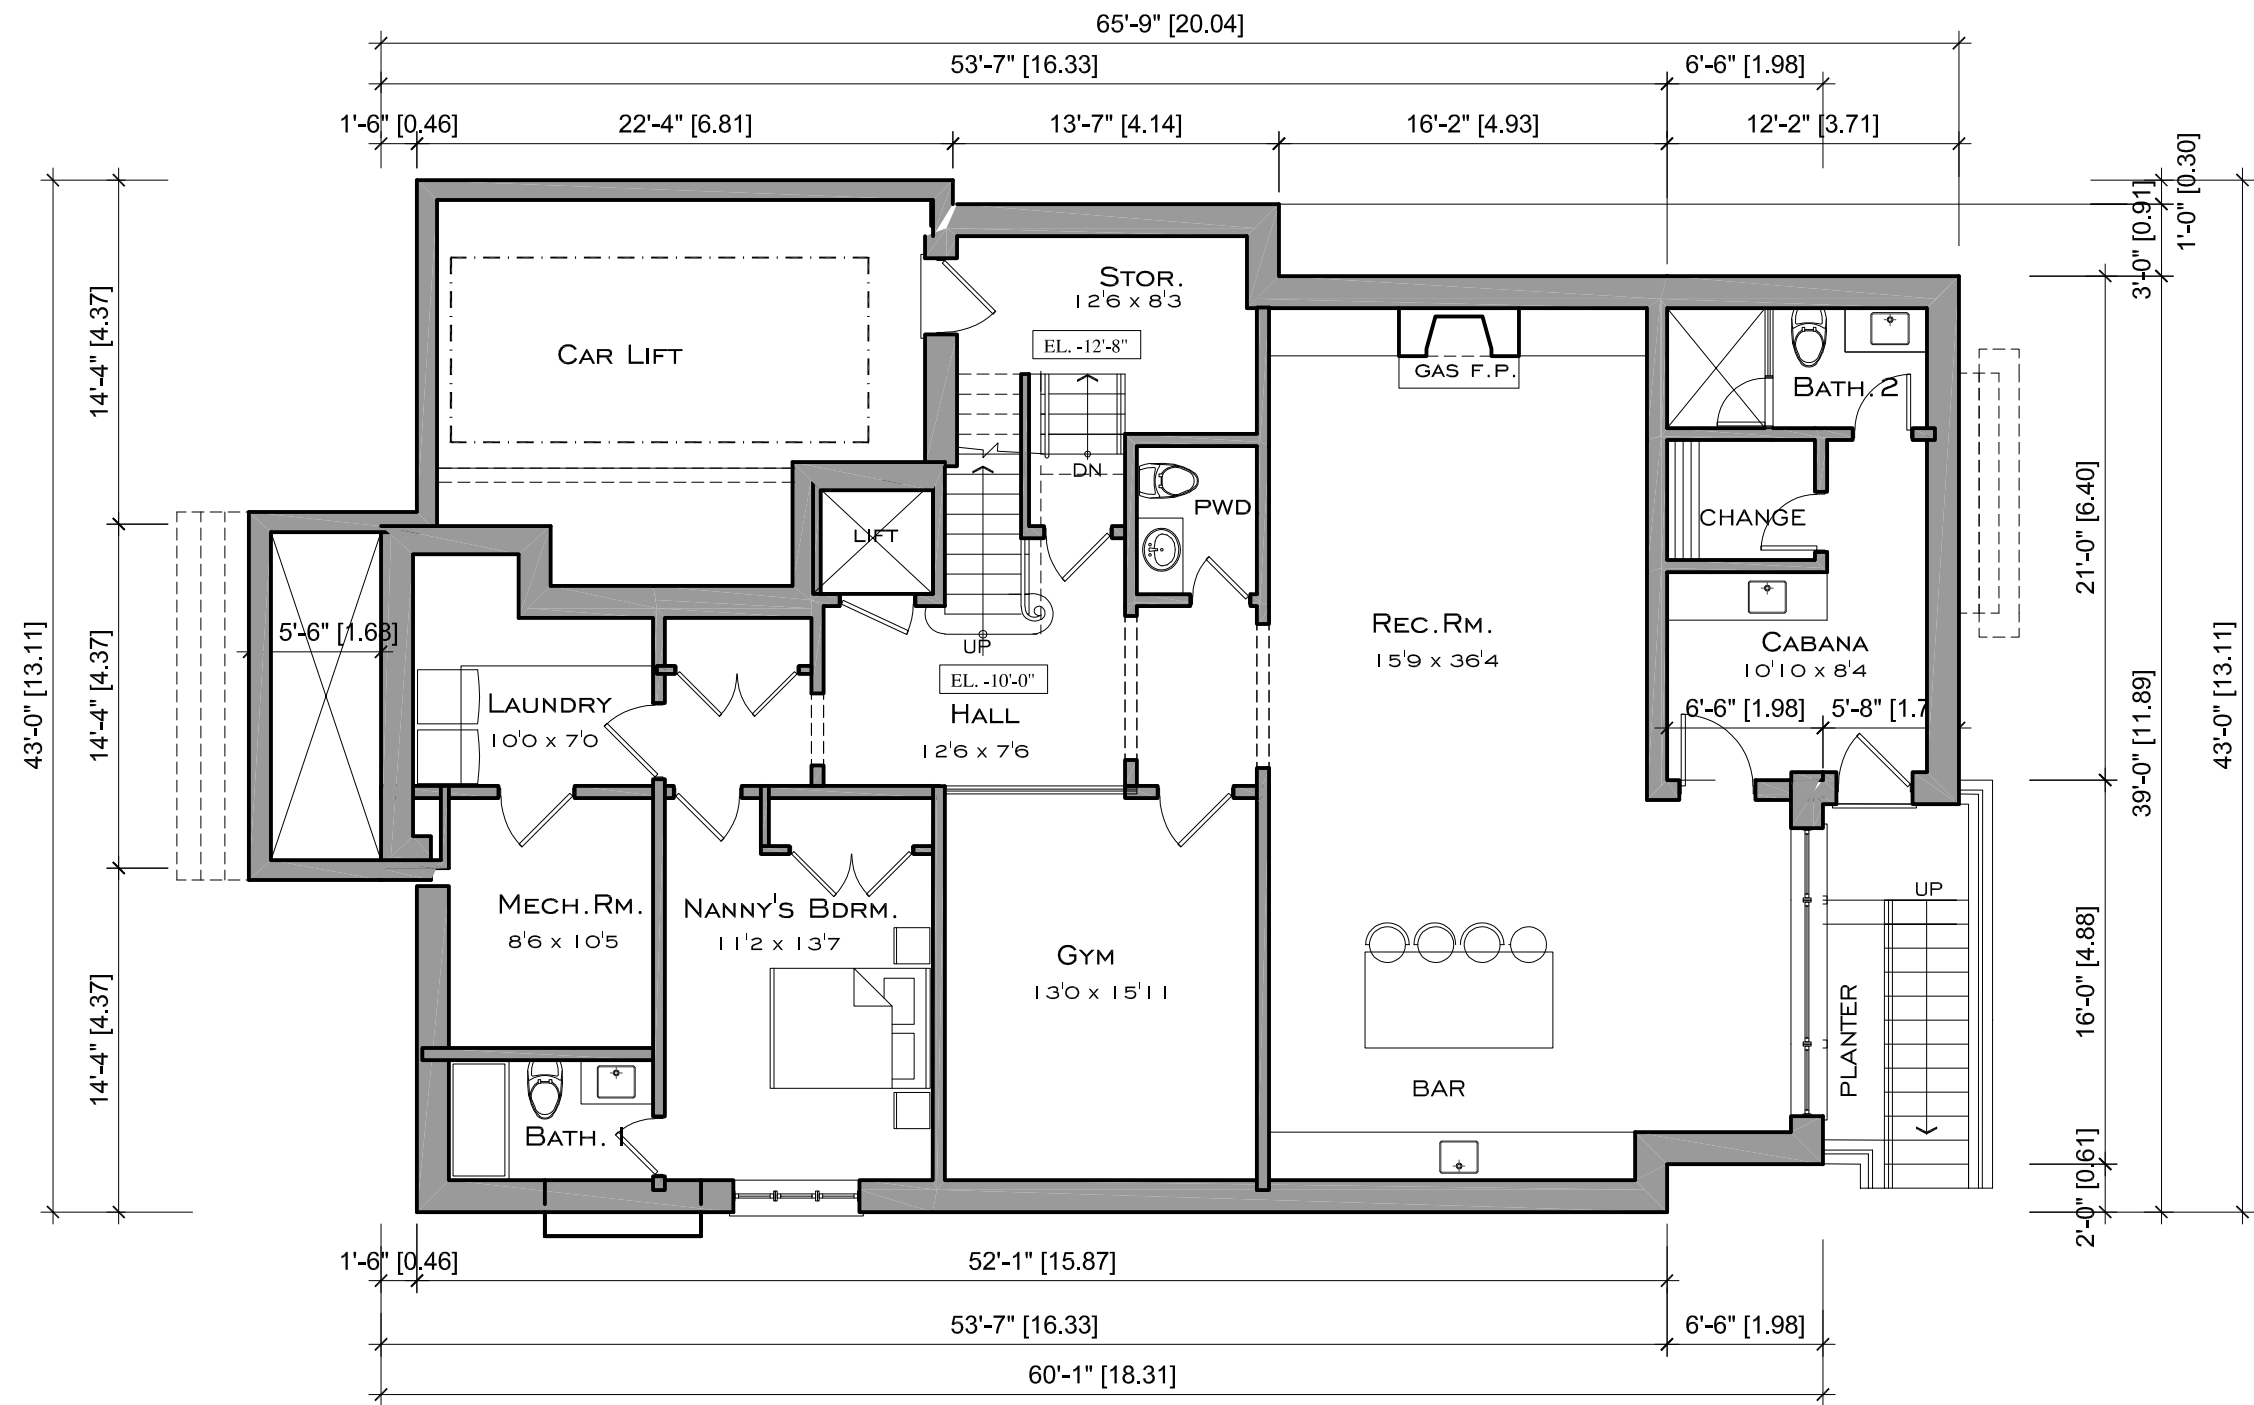 65'-9" [20.04]
53'-7" [16.33]
6'-6" [1.98]
1'-6" [0.46]
22'-4" [6.81]
13'-7" [4.14]
16'-2" [4.93]
12'-2" [3.71]
1'-0" [0.30]
3'-0" [0.91]
14'-4" [4.37]
STOR.
12'6 x 8'3
EL. -12'-8"
CAR LIFT
GAS F.P.
BATH. 2
DN
PWD
CHANGE
LIFT
21'-0" [6.40]
5'-6" [1.68]
14'-4" [4.37]
43'-0" [13.11]
UP
EL. -10'-0"
REC.RM.
15'9 x 36'4
CABANA
10'10 x 8'4
6'-6" [1.98]
5'-8" [1.7
LAUNDRY
10'0 x 7'0
HALL
12'6 x 7'6
39'-0" [11.89]
43'-0" [13.11]
MECH.RM.
8'6 x 10'5
NANNY'S BDRM.
11'2 x 13'7
GYM
13'0 x 15'11
UP
16'-0" [4.88]
PLANTER
14'-4" [4.37]
BAR
BATH. 1
2'-0" [0.61]
1'-6" [0.46]
52'-1" [15.87]
53'-7" [16.33]
6'-6" [1.98]
60'-1" [18.31]